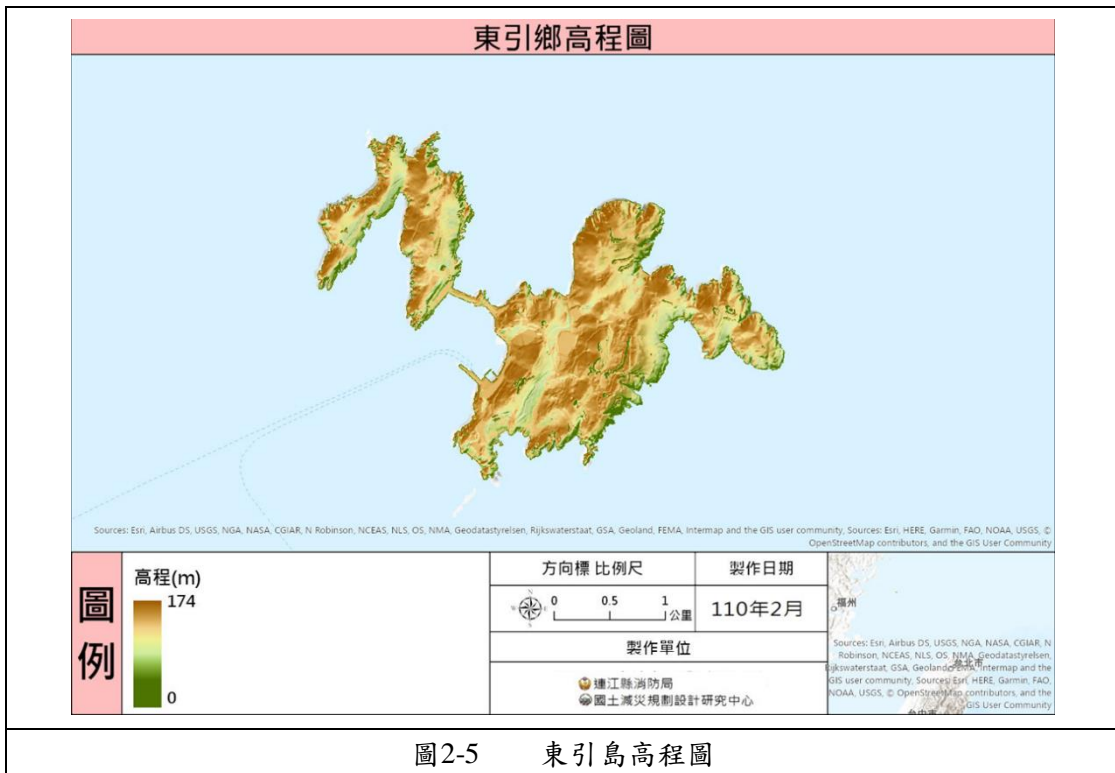 東引鄉高程圖
Sources: Esri, Airbus DS, USGS, NGA, NASA, CGIAR, N Robinson, NCEAS, NLS, OS, NMA, Geodatastyrelsen, Rijkswaterstaat, GSA, Geoland, FEMA, Intermap and the GIS user community, Sources: Esri, HERE, Garmin, FAO, NOAA, USGS, ©
OpenStreetMap contributors, and the GIS User Community
圖例
高程(m)
174
0
方向標 比例尺
N
W
E
S
0 0.5 1
公里
製作日期
110年2月
製作單位
連江縣消防局
國土減災規劃設計研究中心
福州
Sources: Esri, Airbus DS, USGS, NGA, NASA, CGIAR, N
Robinson, NCEAS, NLS, OS, NMA, Geodatastyrelsen,
Rijkswaterstaat, GSA, Geoland, FEMA, Intermap and the
GIS user community, Sources: Esri, HERE, Garmin, FAO,
NOAA, USGS, © OpenStreetMap contributors, and the
GIS User Community
台北市
台中市
圖2-5 東引島高程圖